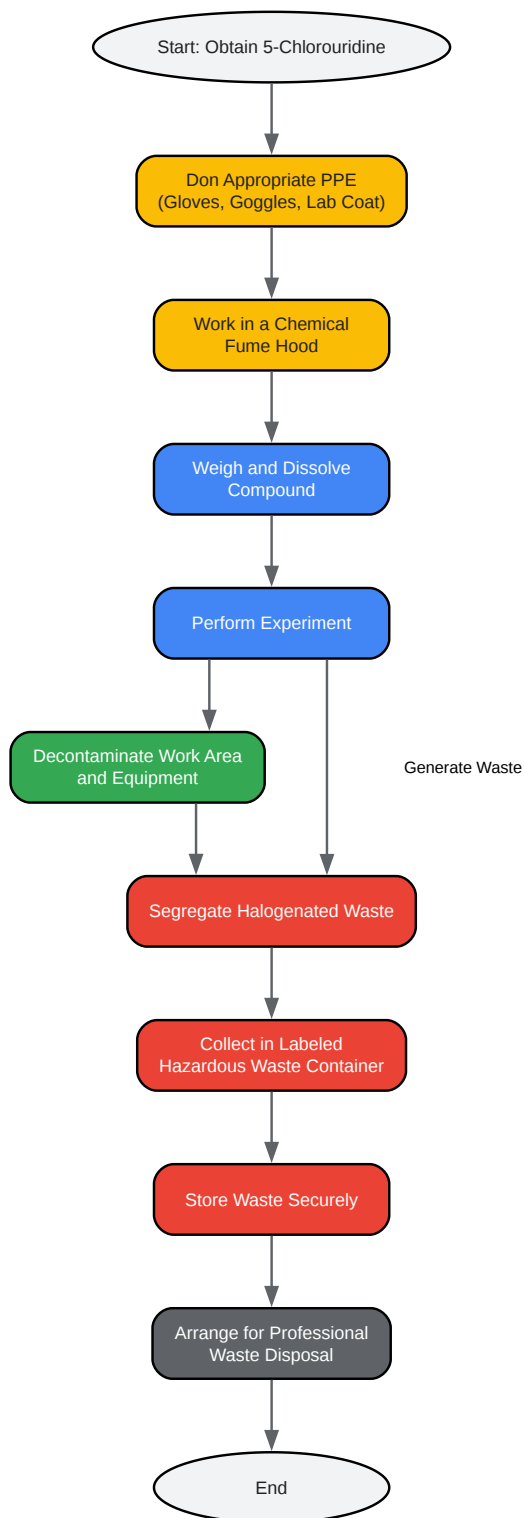 Start: Obtain 5-Chlorouridine
Don Appropriate PPE
(Gloves, Goggles, Lab Coat)
Work in a Chemical
Fume Hood
Weigh and Dissolve
Compound
Perform Experiment
Decontaminate Work Area
and Equipment
Generate Waste
Segregate Halogenated Waste
Collect in Labeled
Hazardous Waste Container
Store Waste Securely
Arrange for Professional
Waste Disposal
End